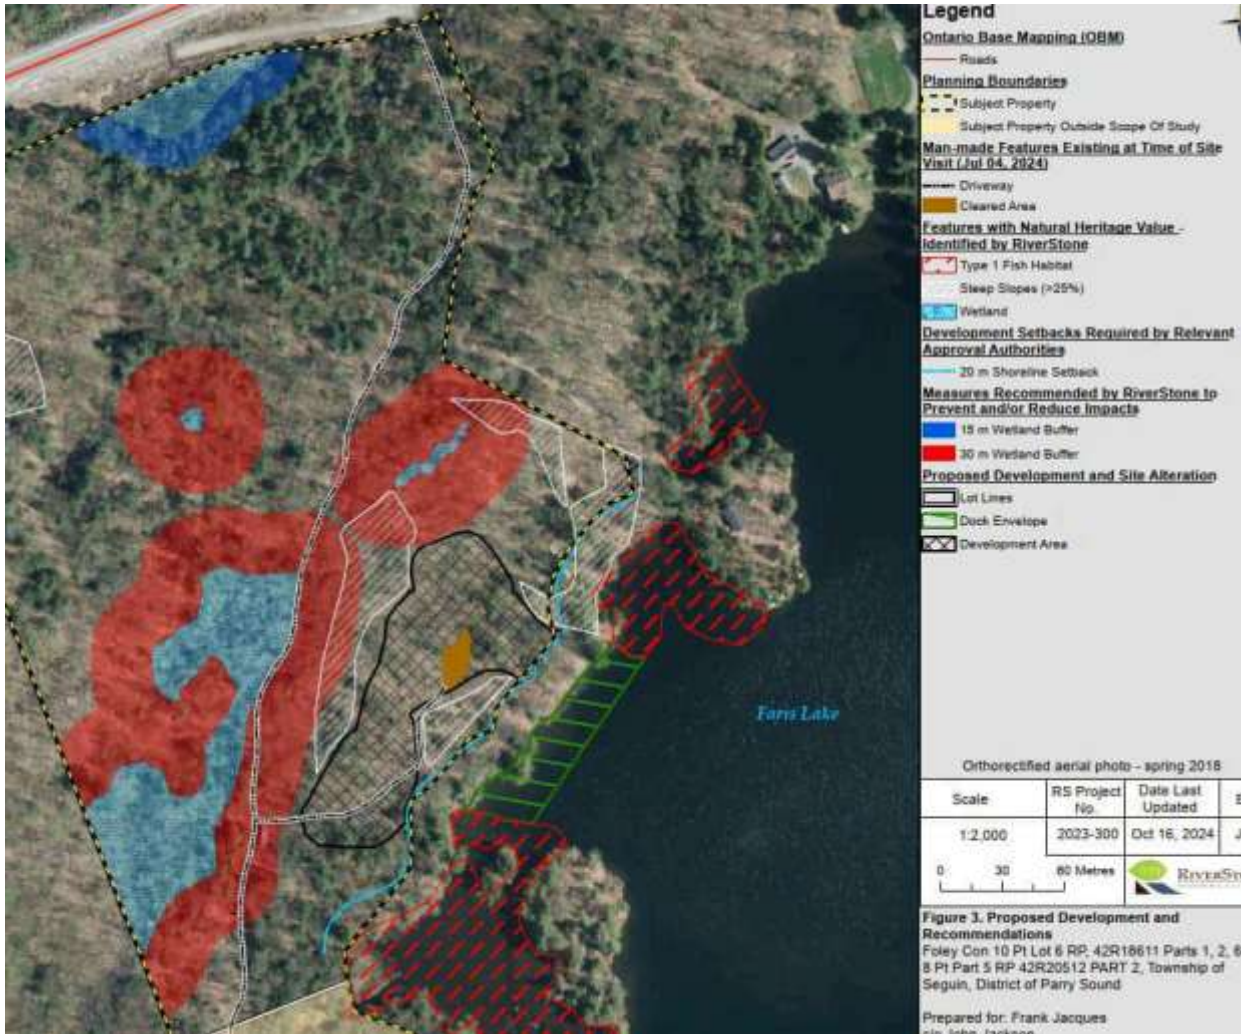 Legend
Ontario Base Mapping (OBM)
Roads
Planning Boundaries
Subject Property
Subject Property Outside Scope Of Study
Man-made Features Existing at Time of Site
Visit (Jul 04, 2024)
Driveway
Cleared Area
Features with Natural Heritage Value -
Identified by RiverStone
Type 1 Fish Habitat
Steep Slopes (>25%)
Wetland
Development Setbacks Required by Relevant
Approval Authorities
20 m Shoreline Setback
Measures Recommended by RiverStone to
Prevent and/or Reduce Impacts
15 m Wetland Buffer
30 m Wetland Buffer
Proposed Development and Site Alteration
Lot Lines
Dock Envelope
Development Area
Faris Lake
Orthorectified aerial photo - spring 2018
Scale
RS Project
No.
Date Last
Updated
1:2,000
2023-300
Oct 16, 2024
0 30 60 Metres
Figure 3. Proposed Development and
Recommendations
Foley Con 10 Pt Lot 6 RP, 42R18611 Parts 1, 2, 6
8 Pt Part 5 RP 42R20512 PART 2, Township of
Seguin, District of Parry Sound
Prepared for: Frank Jacques
c/o John Jackson